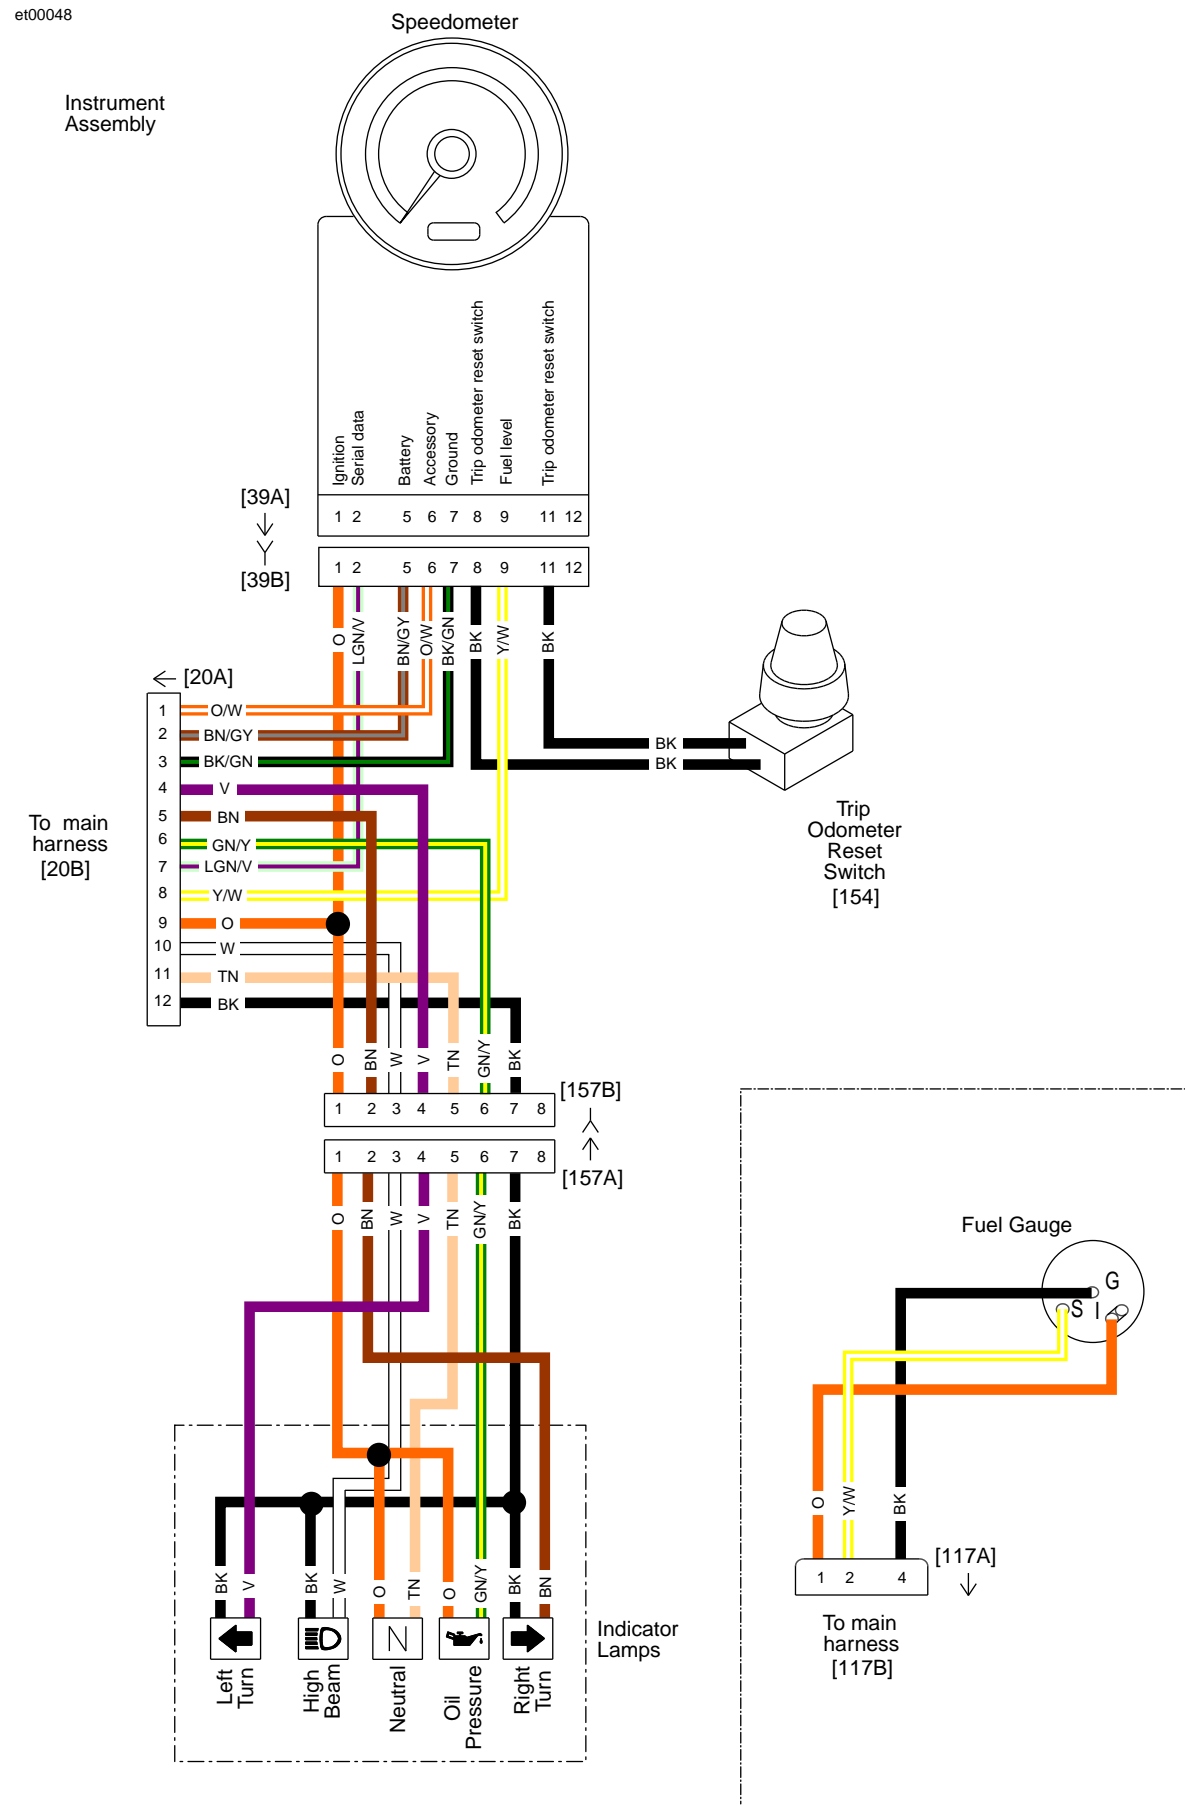 et00048
Speedometer
Instrument
Assembly
Ignition
Serial data
Battery
Accessory
Ground
Trip odometer reset switch
Fuel level
Trip odometer reset switch
[39A]
1 2 5 6 7 8 9 11 12
[39B]
1 2 5 6 7 8 9 11 12
O LGN/V BN/GY O/W BK/GN BK Y/W BK
[20A]
1 O/W
2 BN/GY
3 BK/GN
4 V
5 BN
6 GN/Y
7 LGN/V
8 Y/W
9 O
10 W
11 TN
12 BK
To main
harness
[20B]
BK
BK
Trip
Odometer
Reset
Switch
[154]
O BN W V TN GN/Y BK
[157B]
1 2 3 4 5 6 7 8
1 2 3 4 5 6 7 8
[157A]
O BN W V TN GN/Y BK
Fuel Gauge
G
S I
O Y/W BK
[117A]
1 2 4
To main
harness
[117B]
BK V BK W O TN O GN/Y BK BN
N
Indicator
Lamps
Left
Turn
High
Beam
Neutral
Oil
Pressure
Right
Turn